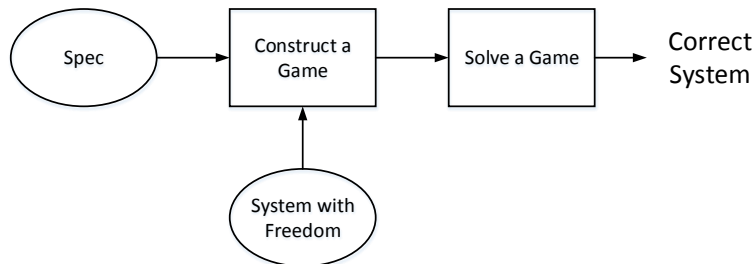 Spec
Construct a
Game
Solve a Game
Correct
System
System with
Freedom